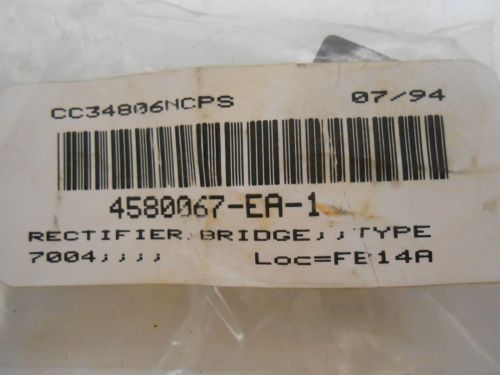 CC34806NCPS 07/94
4580067-EA-1
RECTIFIER,BRIDGE,;;TYPE
7004;;;; Loc=FE14A